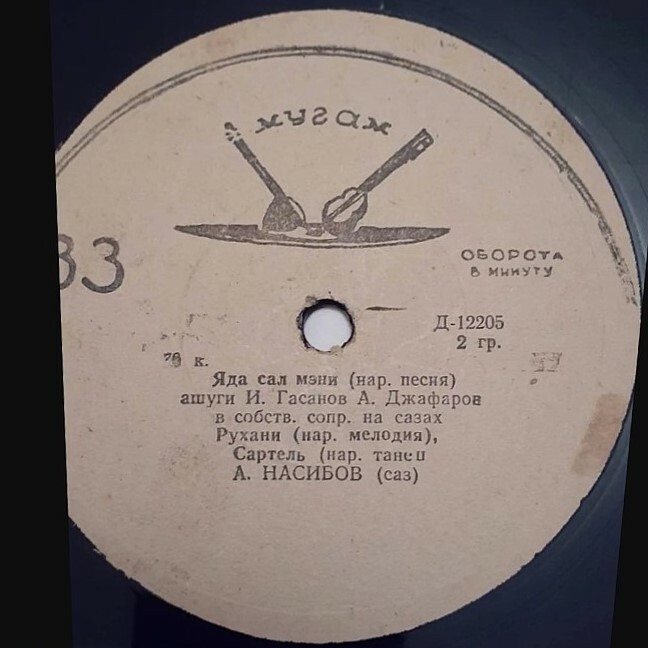 мугам
33
ОБОРОТА
В МИНУТУ
Д-12205
2 гр.
к.
Яда сал мэни (нар. песня)
ашуги И. Гасанов А. Джафаров
в собств. сопр. на сазах
Рухани (нар. мелодия),
Сартель (нар. танец
А. НАСИБОВ (саз)